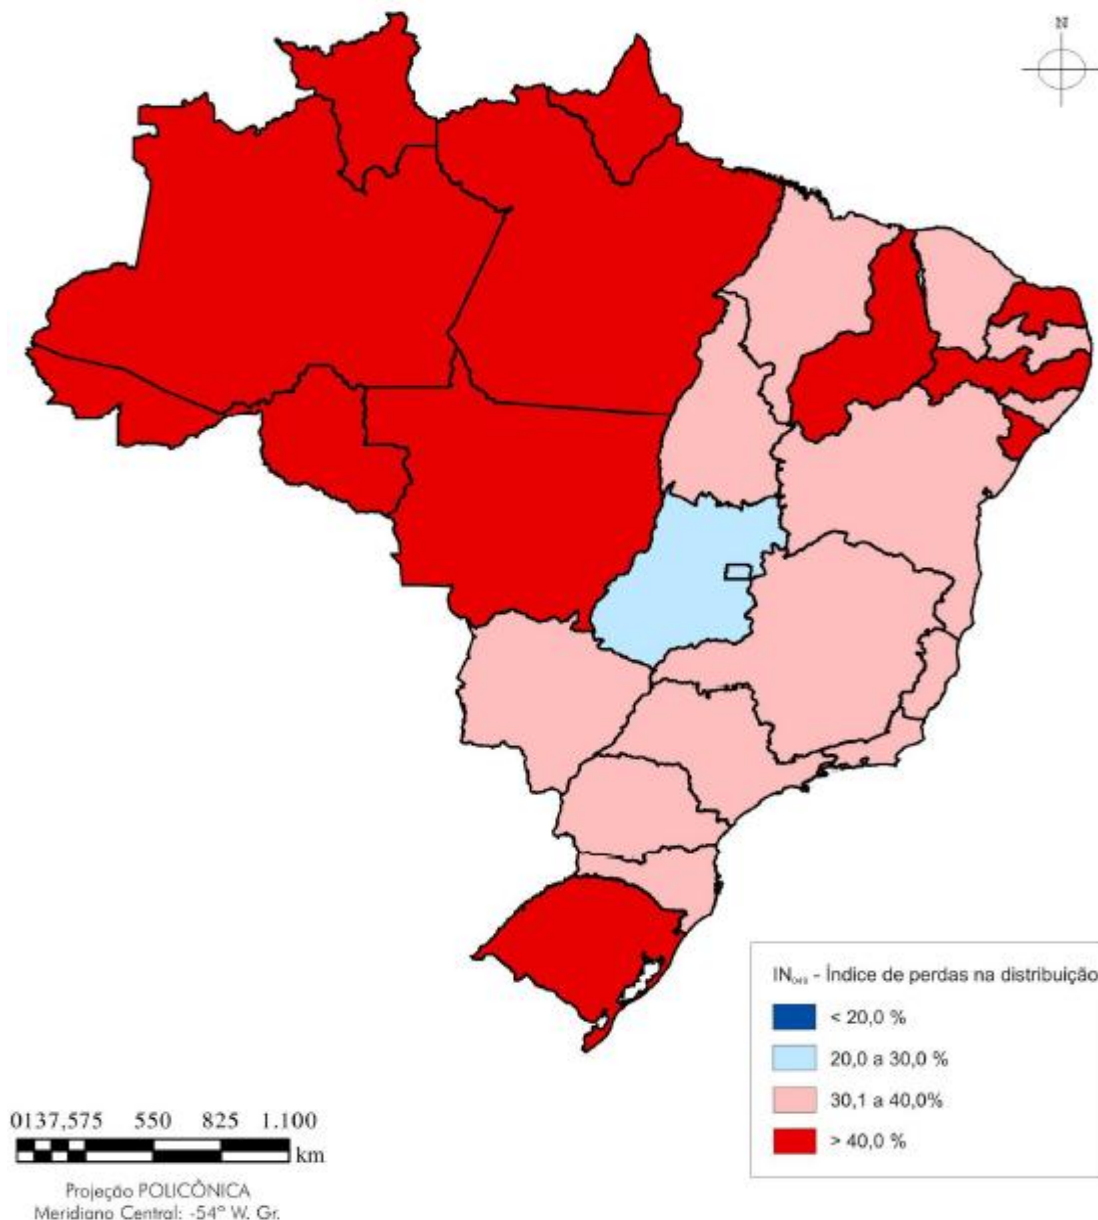 N
IN₀₄₉ - Índice de perdas na distribuição
< 20,0 %
20,0 a 30,0 %
30,1 a 40,0%
> 40,0 %
0137,575 550 825 1.100
km
Projeção POLICÔNICA
Meridiano Central: -54° W. Gr.